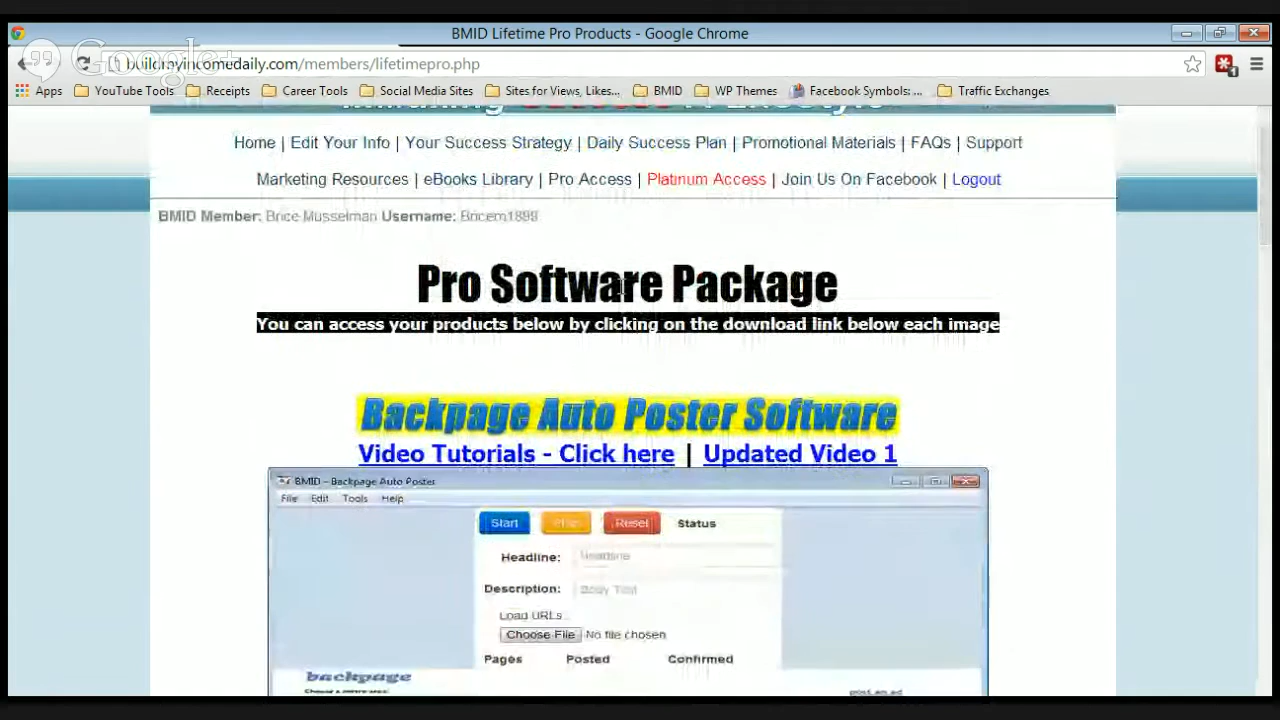 BMID Lifetime Pro Products - Google Chrome
Google+
buildmyincomedaily.com/members/lifetimepro.php
1
Apps YouTube Tools Receipts Career Tools Social Media Sites Sites for Views, Likes... BMID WP Themes Facebook Symbols: ... Traffic Exchanges
Home | Edit Your Info | Your Success Strategy | Daily Success Plan | Promotional Materials | FAQs | Support
Marketing Resources | eBooks Library | Pro Access | Platinum Access | Join Us On Facebook | Logout
BMID Member: Brice Musselman Username: Bricem1899
Pro Software Package
You can access your products below by clicking on the download link below each image
Backpage Auto Poster Software
Video Tutorials - Click here | Updated Video 1
BMID - Backpage Auto Poster
File Edit Tools Help
Start Reset Status
Headline: Headline
Description: Body Text
Load URLs
Choose File No file chosen
Pages Posted Confirmed
backpage